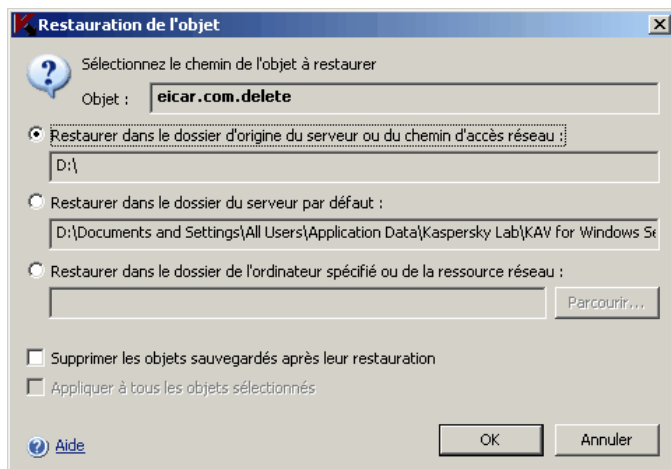 Restauration de l'objet
Sélectionnez le chemin de l'objet à restaurer
Objet : eicar.com.delete
Restaurer dans le dossier d'origine du serveur ou du chemin d'accès réseau :
D:\
Restaurer dans le dossier du serveur par défaut :
D:\Documents and Settings\All Users\Application Data\Kaspersky Lab\KAV for Windows Se
Restaurer dans le dossier de l'ordinateur spécifié ou de la ressource réseau :
Parcourir...
Supprimer les objets sauvegardés après leur restauration
Appliquer à tous les objets sélectionnés
Aide
OK
Annuler